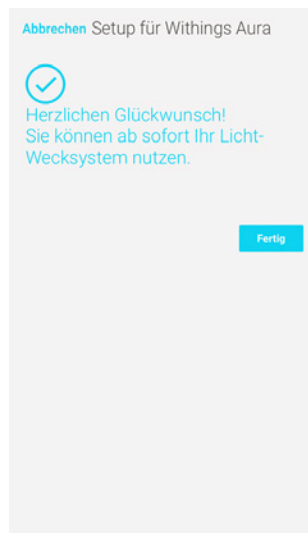 Abbrechen Setup für Withings Aura
Herzlichen Glückwunsch!
Sie können ab sofort Ihr Licht-
Wecksystem nutzen.
Fertig